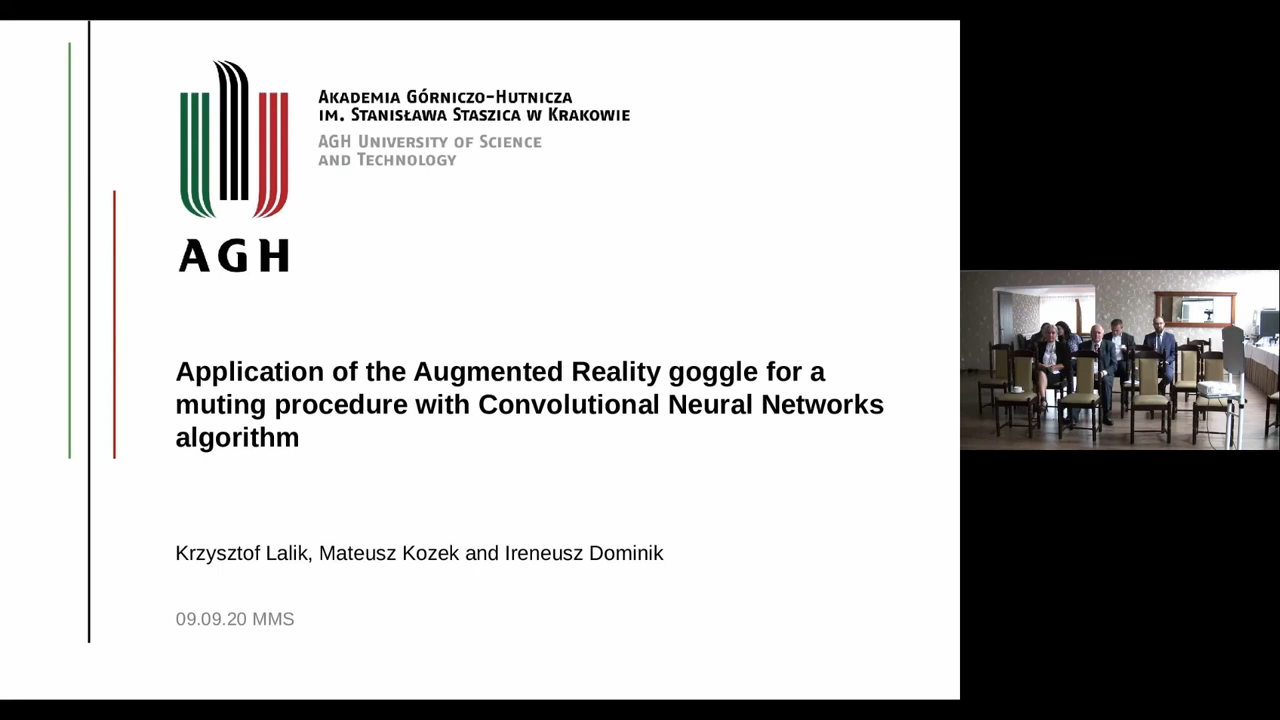 Akademia Górniczo-Hutnicza
im. Stanisława Staszica w Krakowie
AGH University of Science
and Technology
AGH
Application of the Augmented Reality goggle for a
muting procedure with Convolutional Neural Networks
algorithm
Krzysztof Lalik, Mateusz Kozek and Ireneusz Dominik
09.09.20 MMS